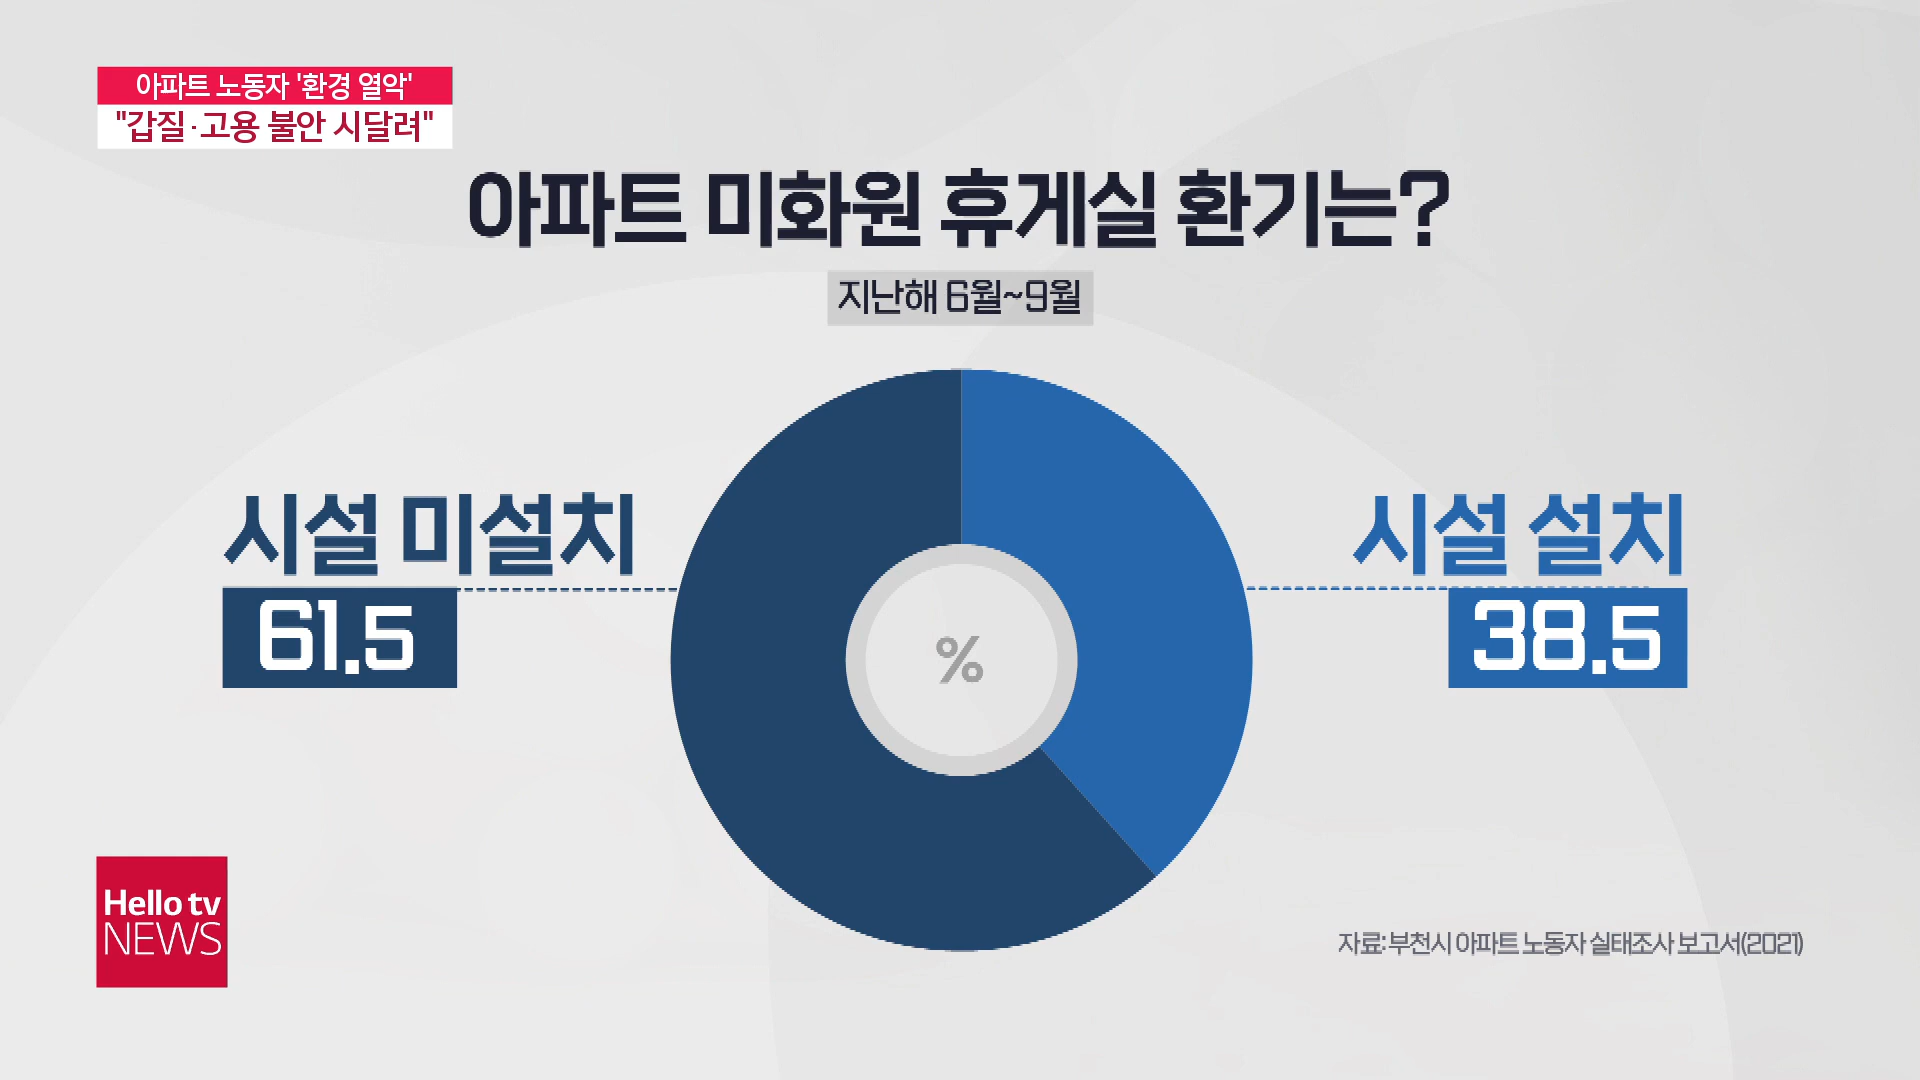 아파트 노동자 '환경 열악'
"갑질·고용 불안 시달려"
아파트 미화원 휴게실 환기는?
지난해 6월~9월
시설 미설치
61.5
시설 설치
38.5
%
Hello tv
NEWS
자료:부천시 아파트 노동자 실태조사 보고서(2021)